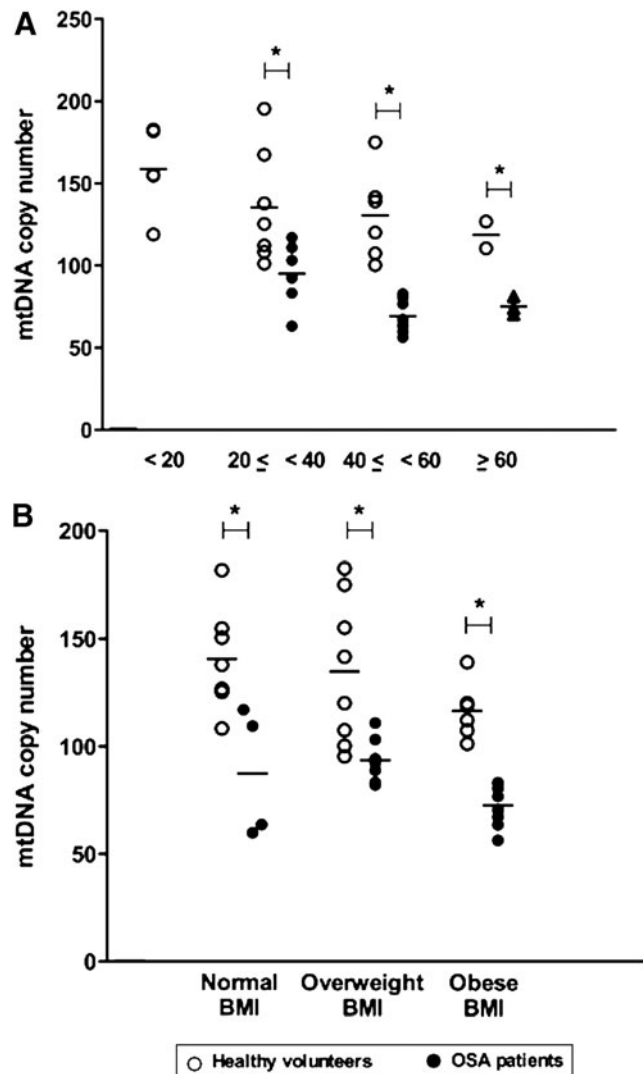 A
250
*
*
200
*
150
100
50
0
mtDNA copy number
< 20 20 ≤ < 40 40 ≤ < 60 ≥ 60
B
200
*
*
*
150
100
50
0
mtDNA copy number
Normal Overweight Obese
BMI BMI BMI
Healthy volunteers OSA patients